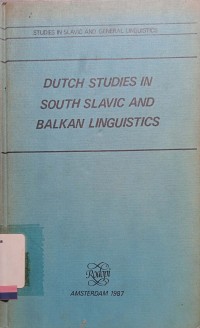 STUDIES IN SLAVIC AND GENERAL LINGUISTICS
DUTCH STUDIES IN
SOUTH SLAVIC AND
BALKAN LINGUISTICS
Rodopi
AMSTERDAM 1987